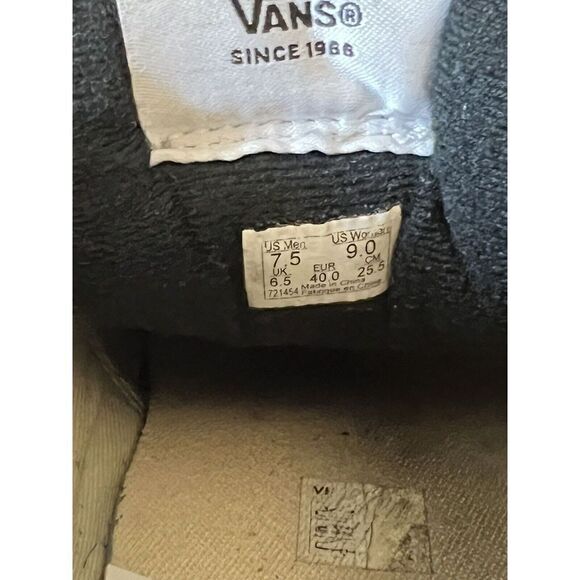 VANS®
SINCE 1966
US Men US Women
7.5 9.0
UK EUR CM
6.5 40.0 25.5
721454 Made in China
Fabriqué en Chine
VI